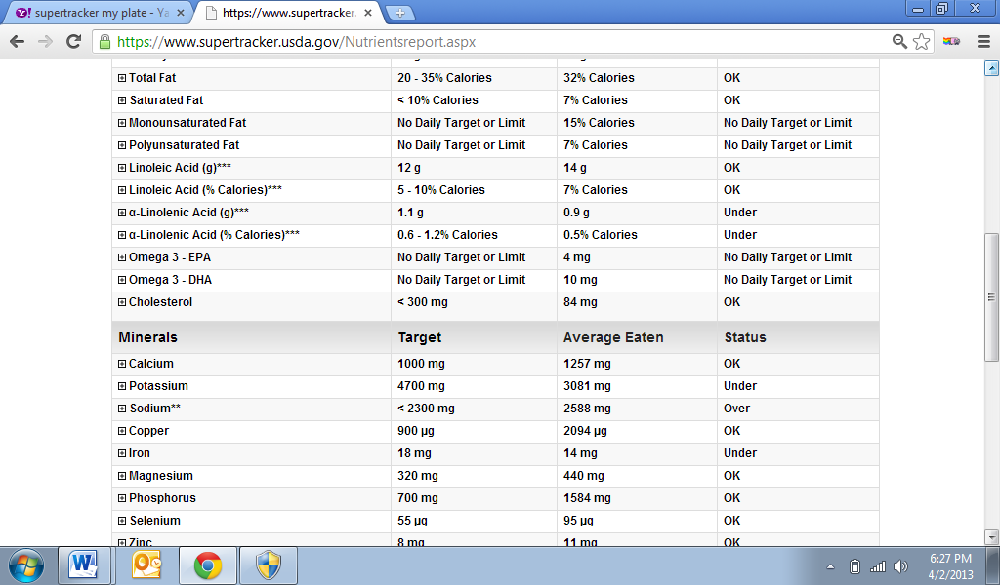 supertracker my plate - Ya
https://www.supertracker.
https://www.supertracker.usda.gov/Nutrientsreport.aspx
Total Fat 20 - 35% Calories 32% Calories OK
Saturated Fat < 10% Calories 7% Calories OK
Monounsaturated Fat No Daily Target or Limit 15% Calories No Daily Target or Limit
Polyunsaturated Fat No Daily Target or Limit 7% Calories No Daily Target or Limit
Linoleic Acid (g)*** 12 g 14 g OK
Linoleic Acid (% Calories)*** 5 - 10% Calories 7% Calories OK
α-Linolenic Acid (g)*** 1.1 g 0.9 g Under
α-Linolenic Acid (% Calories)*** 0.6 - 1.2% Calories 0.5% Calories Under
Omega 3 - EPA No Daily Target or Limit 4 mg No Daily Target or Limit
Omega 3 - DHA No Daily Target or Limit 10 mg No Daily Target or Limit
Cholesterol < 300 mg 84 mg OK
Minerals Target Average Eaten Status
Calcium 1000 mg 1257 mg OK
Potassium 4700 mg 3081 mg Under
Sodium** < 2300 mg 2588 mg Over
Copper 900 µg 2094 µg OK
Iron 18 mg 14 mg Under
Magnesium 320 mg 440 mg OK
Phosphorus 700 mg 1584 mg OK
Selenium 55 µg 95 µg OK
Zinc 8 mg 11 mg OK
6:27 PM
4/2/2013